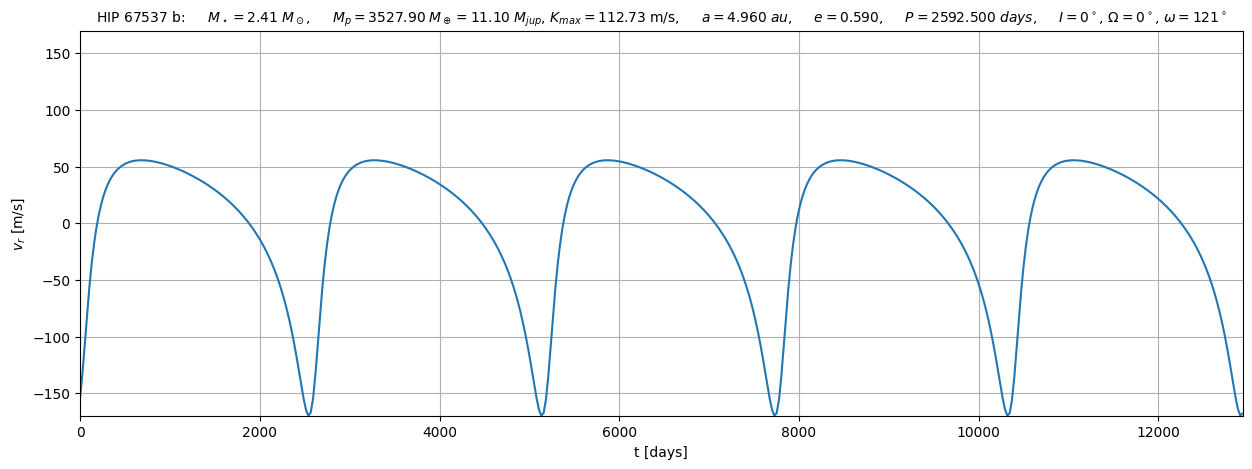 HIP 67537 b: M⋆ = 2.41 M⊙, Mp = 3527.90 M⊕ = 11.10 Mjup, Kmax = 112.73 m/s, a = 4.960 au, e = 0.590, P = 2592.500 days, I = 0°, Ω = 0°, ω = 121°
150
100
50
0
−50
−100
−150
vr [m/s]
0 2000 4000 6000 8000 10000 12000
t [days]